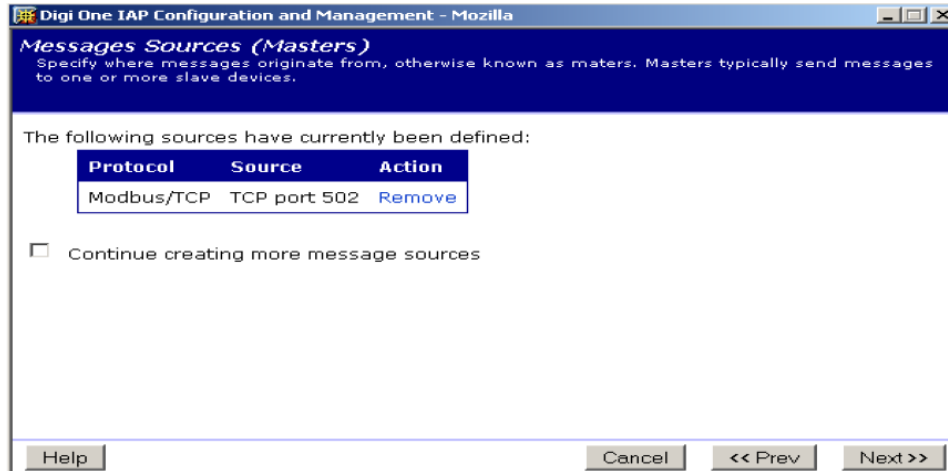 Digi One IAP Configuration and Management - Mozilla
Messages Sources (Masters)
Specify where messages originate from, otherwise known as maters. Masters typically send messages
to one or more slave devices.
The following sources have currently been defined:
Protocol Source Action
Modbus/TCP TCP port 502 Remove
Continue creating more message sources
Help Cancel << Prev Next >>